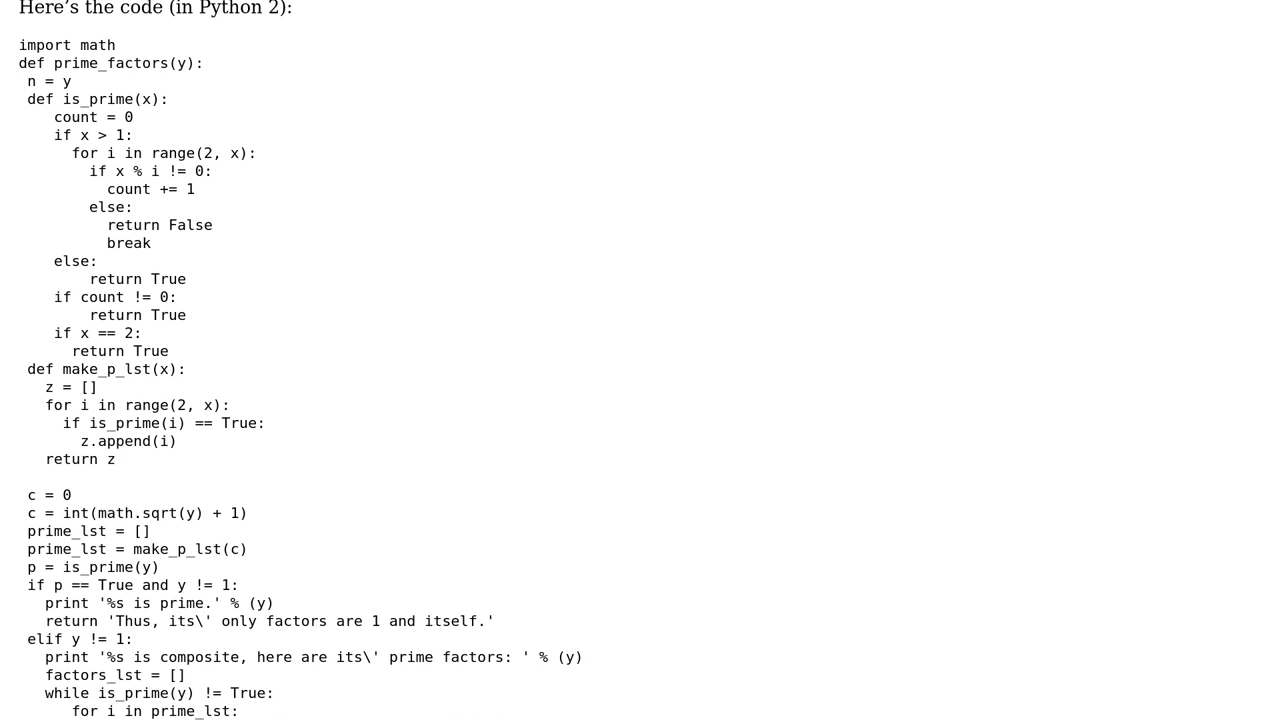 Here’s the code (in Python 2):
import math
def prime_factors(y):
 n = y
 def is_prime(x):
    count = 0
    if x > 1:
      for i in range(2, x):
        if x % i != 0:
          count += 1
        else:
          return False
          break
    else:
        return True
    if count != 0:
        return True
    if x == 2:
      return True
 def make_p_lst(x):
   z = []
   for i in range(2, x):
     if is_prime(i) == True:
       z.append(i)
   return z

 c = 0
 c = int(math.sqrt(y) + 1)
 prime_lst = []
 prime_lst = make_p_lst(c)
 p = is_prime(y)
 if p == True and y != 1:
   print '%s is prime.' % (y)
   return 'Thus, its\' only factors are 1 and itself.'
 elif y != 1:
   print '%s is composite, here are its\' prime factors: ' % (y)
   factors_lst = []
   while is_prime(y) != True:
      for i in prime_lst: